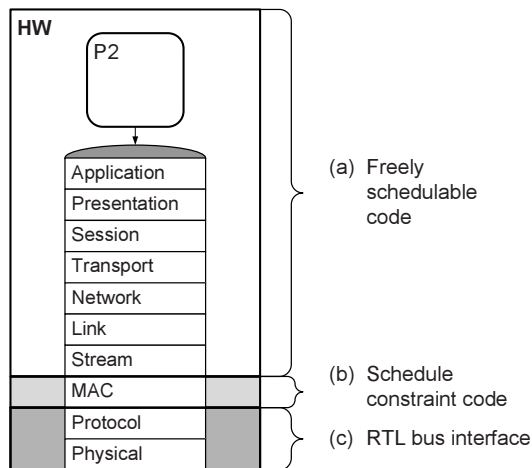 HW
P2
Application
Presentation
Session
Transport
Network
Link
Stream
MAC
Protocol
Physical
(a) Freely
schedulable
code
(b) Schedule
constraint code
(c) RTL bus interface